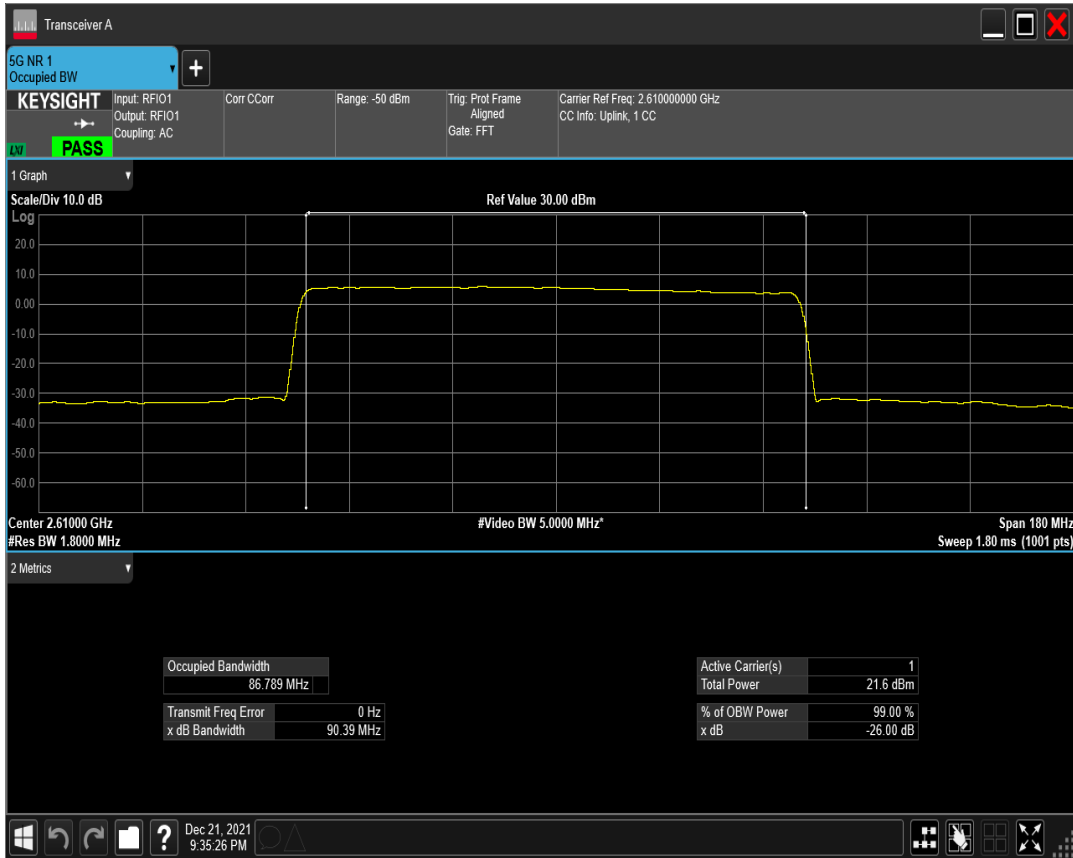 Transceiver A
5G NR 1
Occupied BW
+
KEYSIGHT
LXI
PASS
Input: RFIO1
Output: RFIO1
Coupling: AC
Corr CCorr
Range: -50 dBm
Trig: Prot Frame
Aligned
Gate: FFT
Carrier Ref Freq: 2.610000000 GHz
CC Info: Uplink, 1 CC
1 Graph
Scale/Div 10.0 dB
Ref Value 30.00 dBm
Log
20.0
10.0
0.00
-10.0
-20.0
-30.0
-40.0
-50.0
-60.0
Center 2.61000 GHz
#Video BW 5.0000 MHz*
Span 180 MHz
#Res BW 1.8000 MHz
Sweep 1.80 ms (1001 pts)
2 Metrics
Occupied Bandwidth
86.789 MHz
Transmit Freq Error 0 Hz
x dB Bandwidth 90.39 MHz
Active Carrier(s) 1
Total Power 21.6 dBm
% of OBW Power 99.00 %
x dB -26.00 dB
?
Dec 21, 2021
9:35:26 PM